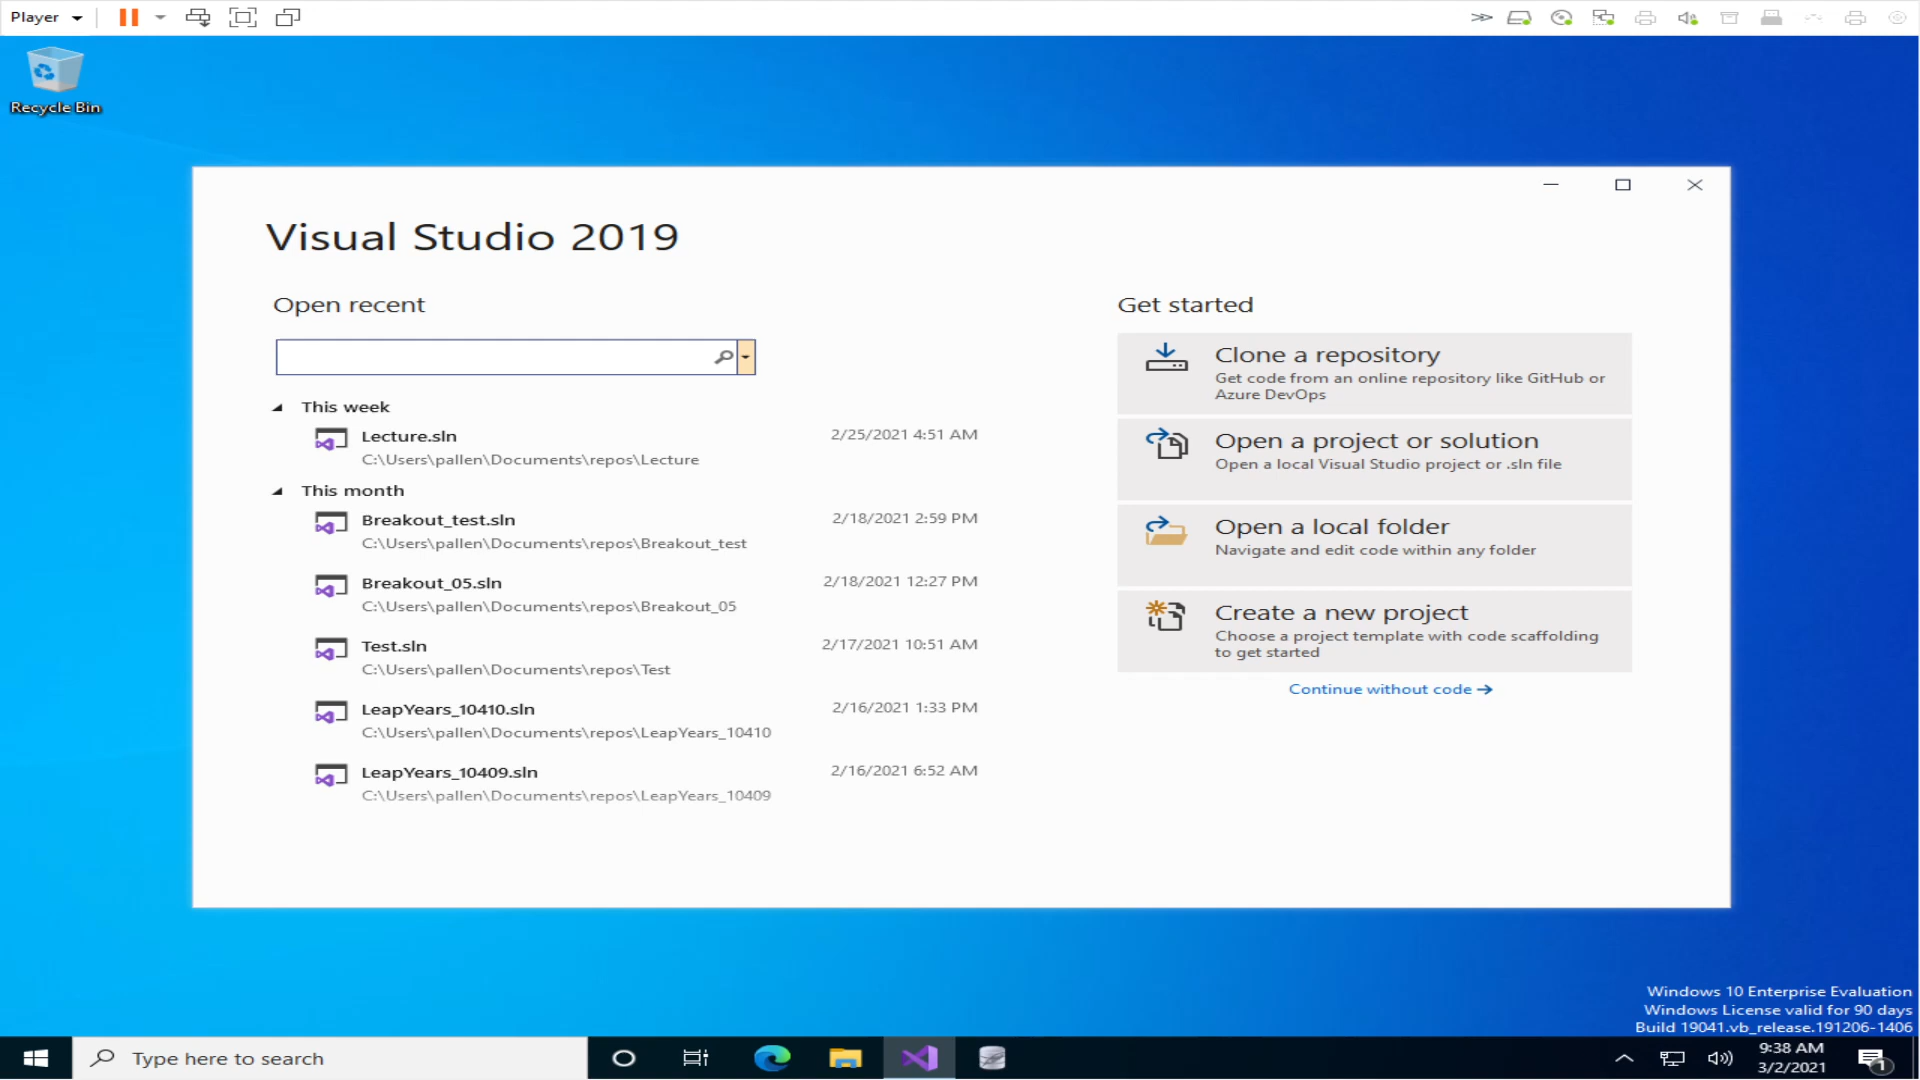 Player
Recycle Bin
Visual Studio 2019
Open recent
This week
Lecture.sln
2/25/2021 4:51 AM
C:\Users\pallen\Documents\repos\Lecture
This month
Breakout_test.sln
2/18/2021 2:59 PM
C:\Users\pallen\Documents\repos\Breakout_test
Breakout_05.sln
2/18/2021 12:27 PM
C:\Users\pallen\Documents\repos\Breakout_05
Test.sln
2/17/2021 10:51 AM
C:\Users\pallen\Documents\repos\Test
LeapYears_10410.sln
2/16/2021 1:33 PM
C:\Users\pallen\Documents\repos\LeapYears_10410
LeapYears_10409.sln
2/16/2021 6:52 AM
C:\Users\pallen\Documents\repos\LeapYears_10409
Get started
Clone a repository
Get code from an online repository like GitHub or
Azure DevOps
Open a project or solution
Open a local Visual Studio project or .sln file
Open a local folder
Navigate and edit code within any folder
Create a new project
Choose a project template with code scaffolding
to get started
Continue without code →
Windows 10 Enterprise Evaluation
Windows License valid for 90 days
Build 19041.vb_release.191206-1406
Type here to search
9:38 AM
3/2/2021
1